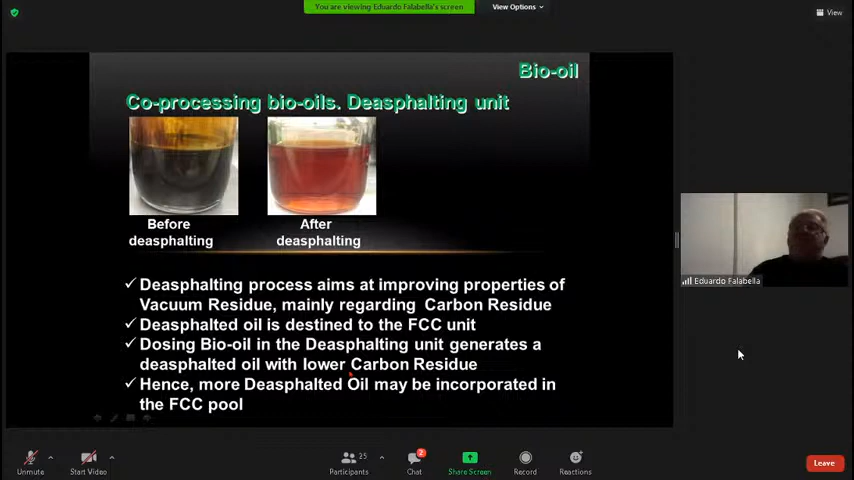 You are viewing Eduardo Falabella's screen
View Options
View
Bio-oil
Co-processing bio-oils. Deasphalting unit
Before
deasphalting
After
deasphalting
✓ Deasphalting process aims at improving properties of
Vacuum Residue, mainly regarding Carbon Residue
✓ Deasphalted oil is destined to the FCC unit
✓ Dosing Bio-oil in the Deasphalting unit generates a
deasphalted oil with lower Carbon Residue
✓ Hence, more Deasphalted Oil may be incorporated in
the FCC pool
Eduardo Falabella
Unmute
Start Video
25
Participants
2
Chat
Share Screen
Record
Reactions
Leave